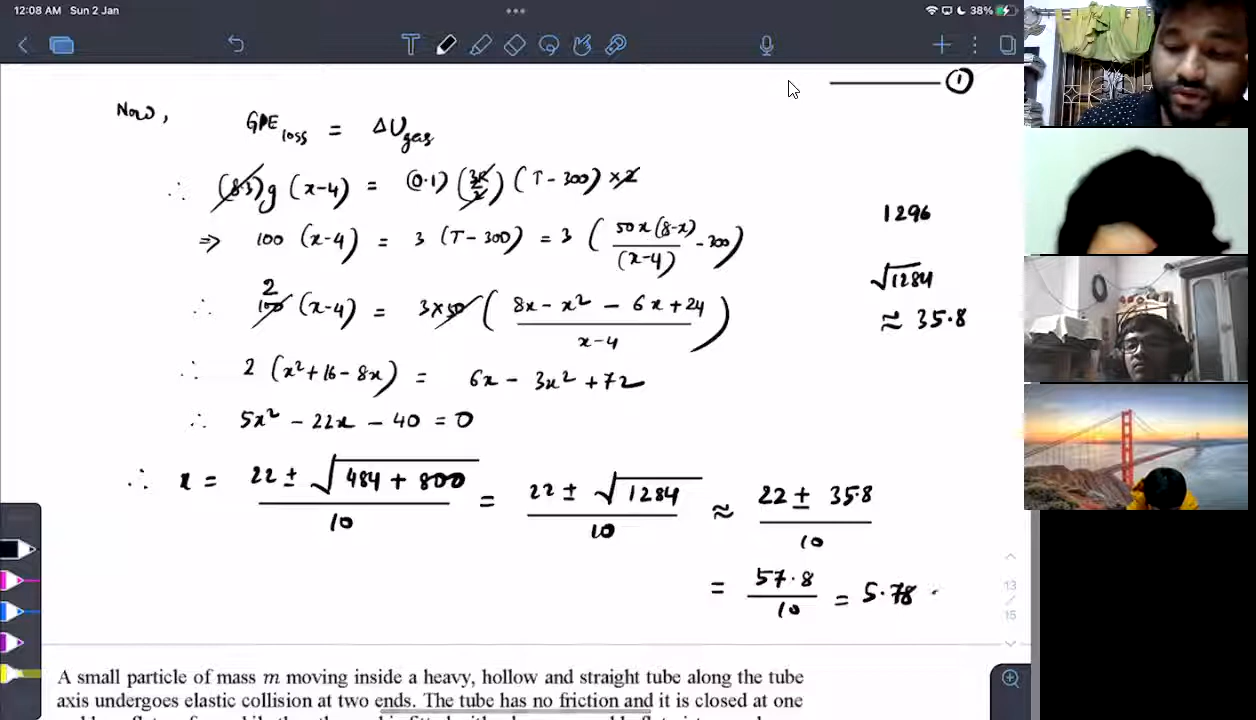 12:08 AM Sun 2 Jan
38%
①
Now, GPE loss = ΔU gas
∴ (83)g (x-4) = (0.1) (3R/2) (T-300) × 2
⇒ 100 (x-4) = 3 (T-300) = 3 (50x(8-x)/(x-4) - 300)
∴ 2 100 (x-4) = 3×50 (8x - x² - 6x + 24 / x-4)
∴ 2 (x²+16-8x) = 6x - 3x² + 72
∴ 5x² - 22x - 40 = 0
∴ x = 22 ± √484 + 800 / 10 = 22 ± √1284 / 10 ≈ 22 ± 35.8 / 10
= 57.8 / 10 = 5.78
1296
√1284
≈ 35.8
13
/
15
A small particle of mass m moving inside a heavy, hollow and straight tube along the tube
axis undergoes elastic collision at two ends. The tube has no friction and it is closed at one